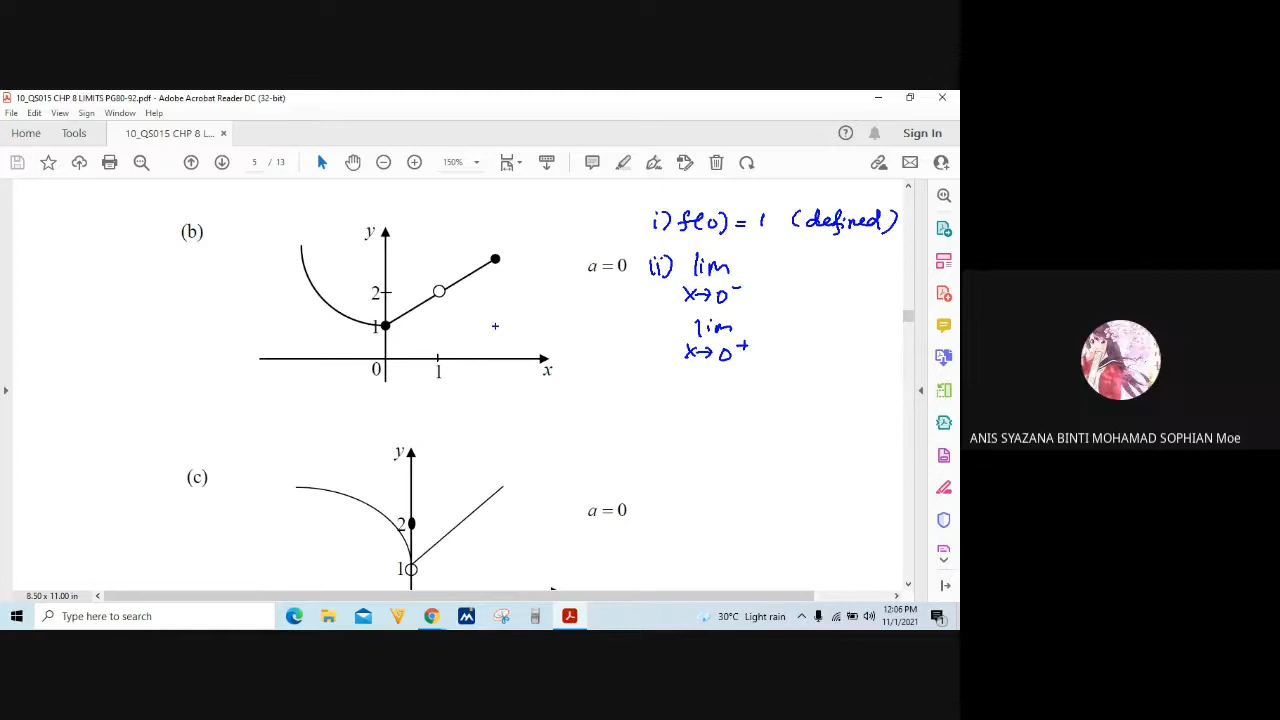 10_QS015 CHP 8 LIMITS PG80-92.pdf - Adobe Acrobat Reader DC (32-bit)
File Edit View Sign Window Help
Home Tools 10_QS015 CHP 8 L... × Sign In
5 / 13 150%
(b)
y
2
1
0
1
x
a = 0
i) f(0) = 1 (defined)
(ii) lim
x→0⁻
lim
x→0⁺
(c)
y
2
1
a = 0
8.50 x 11.00 in
Type here to search
30°C Light rain
12:06 PM
11/1/2021
1
ANIS SYAZANA BINTI MOHAMAD SOPHIAN Moe